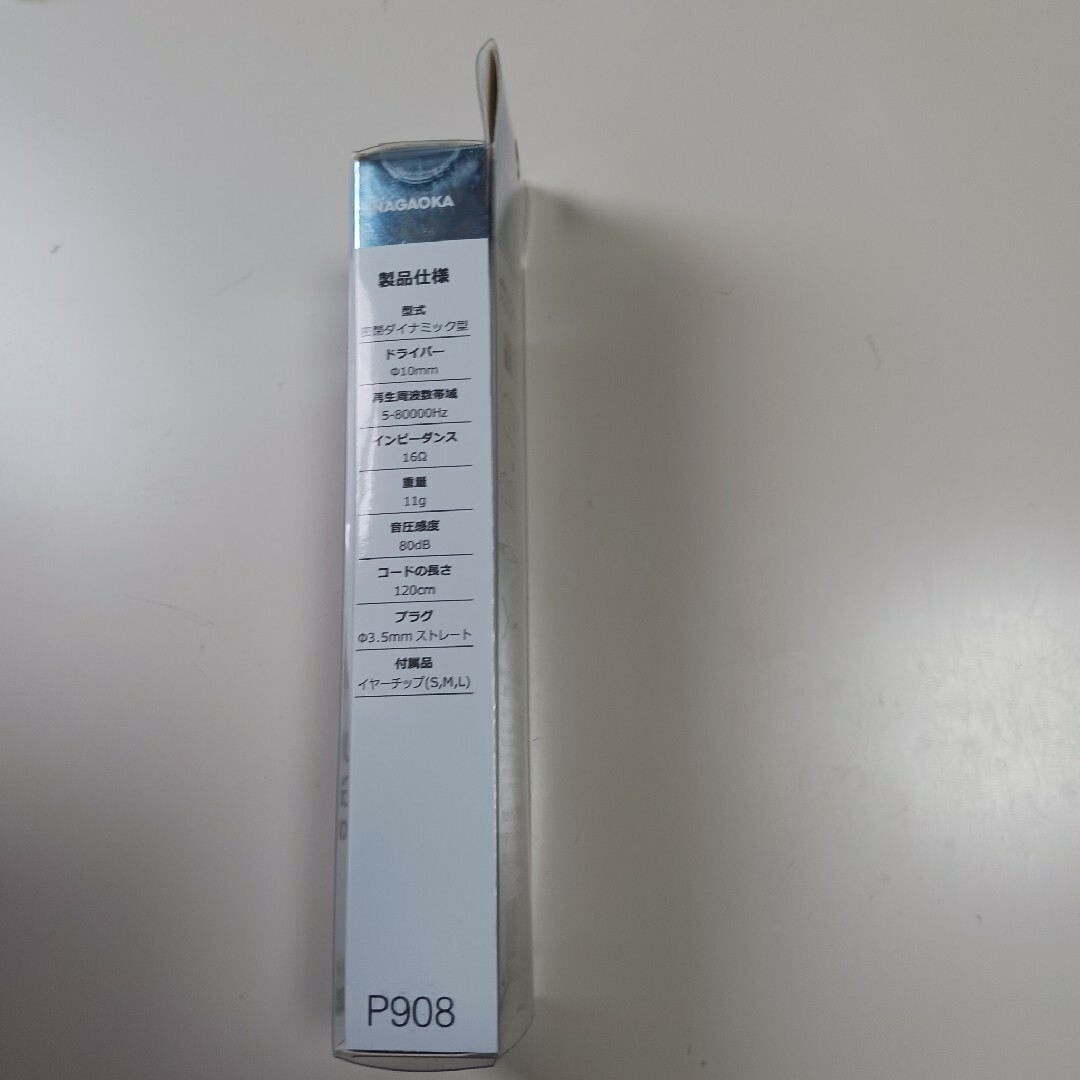 NAGAOKA
製品仕様
型式
密閉ダイナミック型
ドライバー
Φ10mm
再生周波数帯域
5-80000Hz
インピーダンス
16Ω
重量
11g
音圧感度
80dB
コードの長さ
120cm
プラグ
Φ3.5mm ストレート
付属品
イヤーチップ(S,M,L)
P908